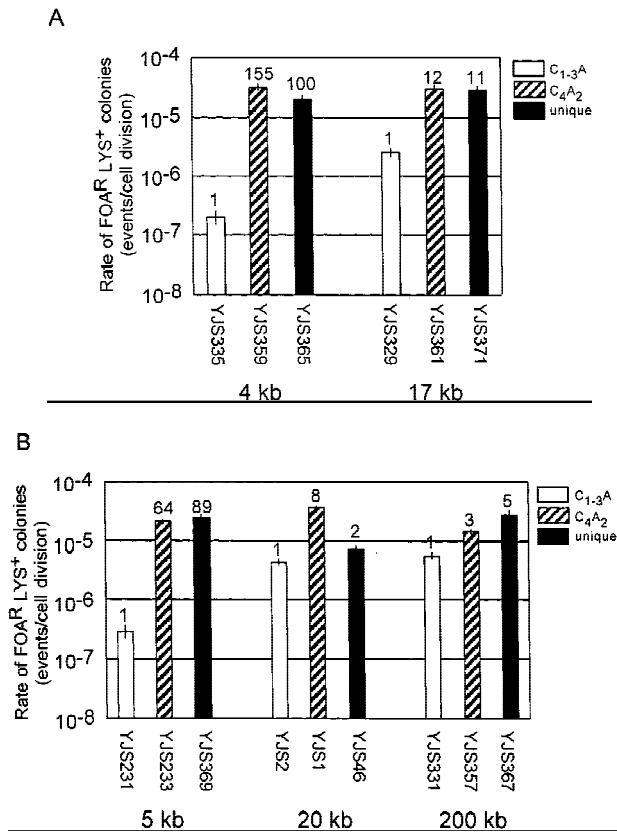 A
Rate of FOAR LYS+ colonies
(events/cell division)
10-4
10-5
10-6
10-7
10-8
1
155
100
1
12
11
C1-3A
C4A2
unique
YJS335
YJS359
YJS365
YJS329
YJS361
YJS371
4 kb
17 kb
B
Rate of FOAR LYS+ colonies
(events/cell division)
10-4
10-5
10-6
10-7
10-8
1
64
89
1
8
2
1
3
5
C1-3A
C4A2
unique
YJS231
YJS233
YJS369
YJS2
YJS1
YJS46
YJS331
YJS357
YJS367
5 kb
20 kb
200 kb